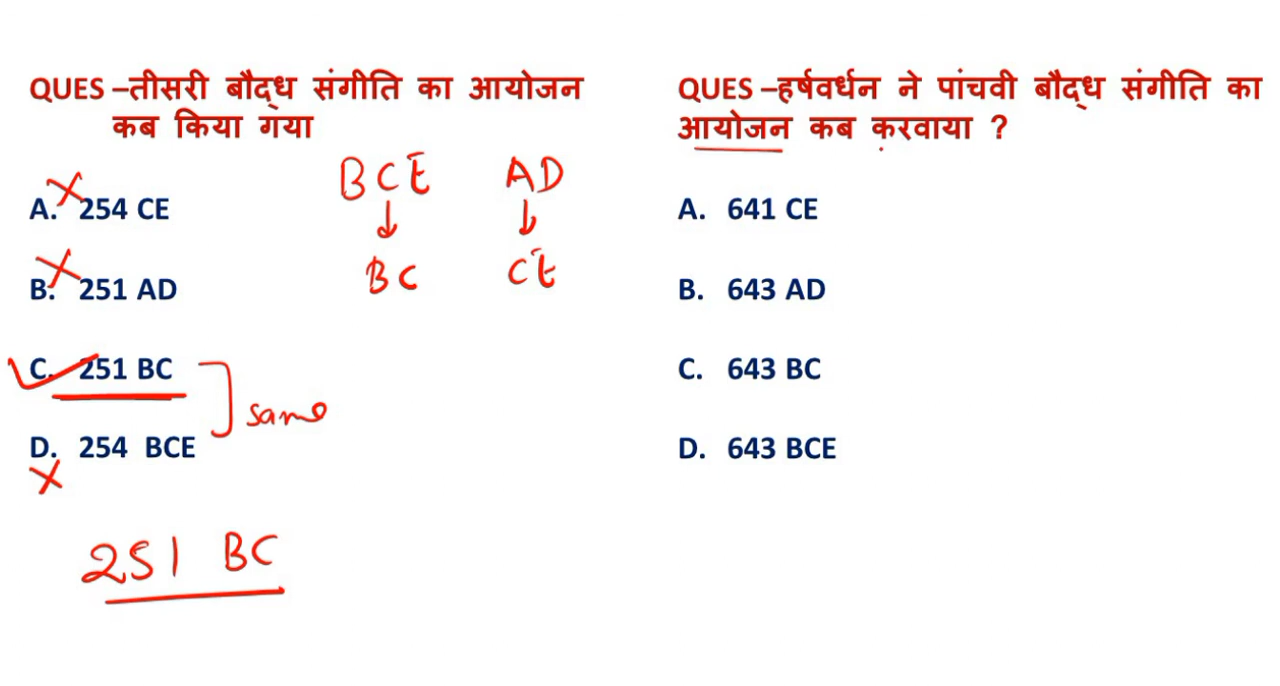 QUES –तीसरी बौद्ध संगीति का आयोजन
कब किया गया
A. 254 CE
B. 251 AD
C. 251 BC
D. 254 BCE
BCE AD
BC CE
same
251 BC
QUES –हर्षवर्धन ने पांचवी बौद्ध संगीति का
आयोजन कब करवाया ?
A. 641 CE
B. 643 AD
C. 643 BC
D. 643 BCE